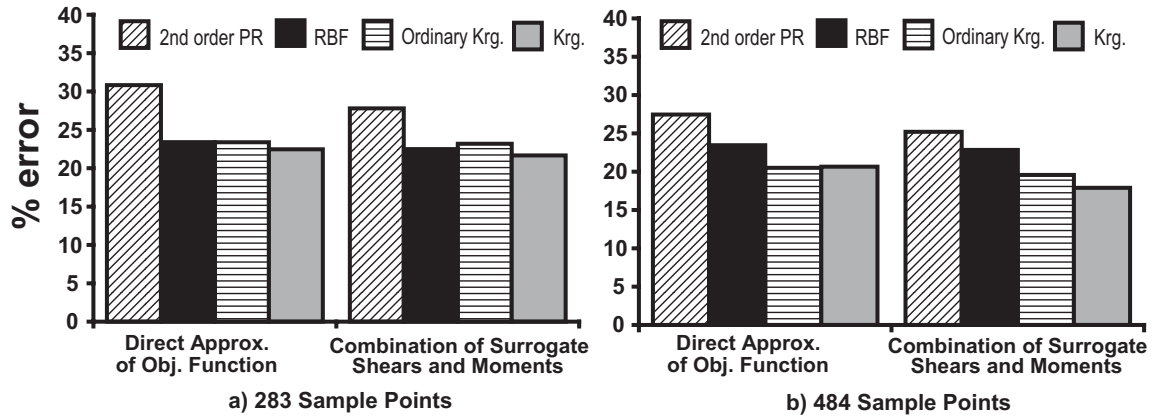 % error
40
35
30
25
20
15
10
5
0
2nd order PR RBF Ordinary Krg. Krg.
Direct Approx.
of Obj. Function
Combination of Surrogate
Shears and Moments
a) 283 Sample Points
40
35
30
25
20
15
10
5
0
2nd order PR RBF Ordinary Krg. Krg.
Direct Approx.
of Obj. Function
Combination of Surrogate
Shears and Moments
b) 484 Sample Points